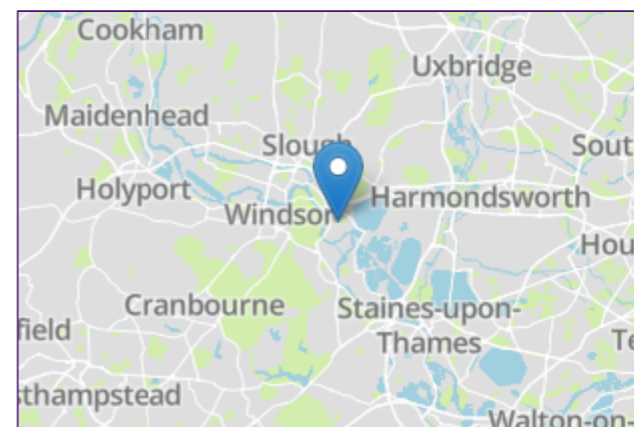 Cookham
Uxbridge
Maidenhead
Slough
Sout
Holyport
Harmondsworth
Windsor
Hou
Cranbourne
Staines-upon-
Thames
field
Te
sthampstead
Walton-on-